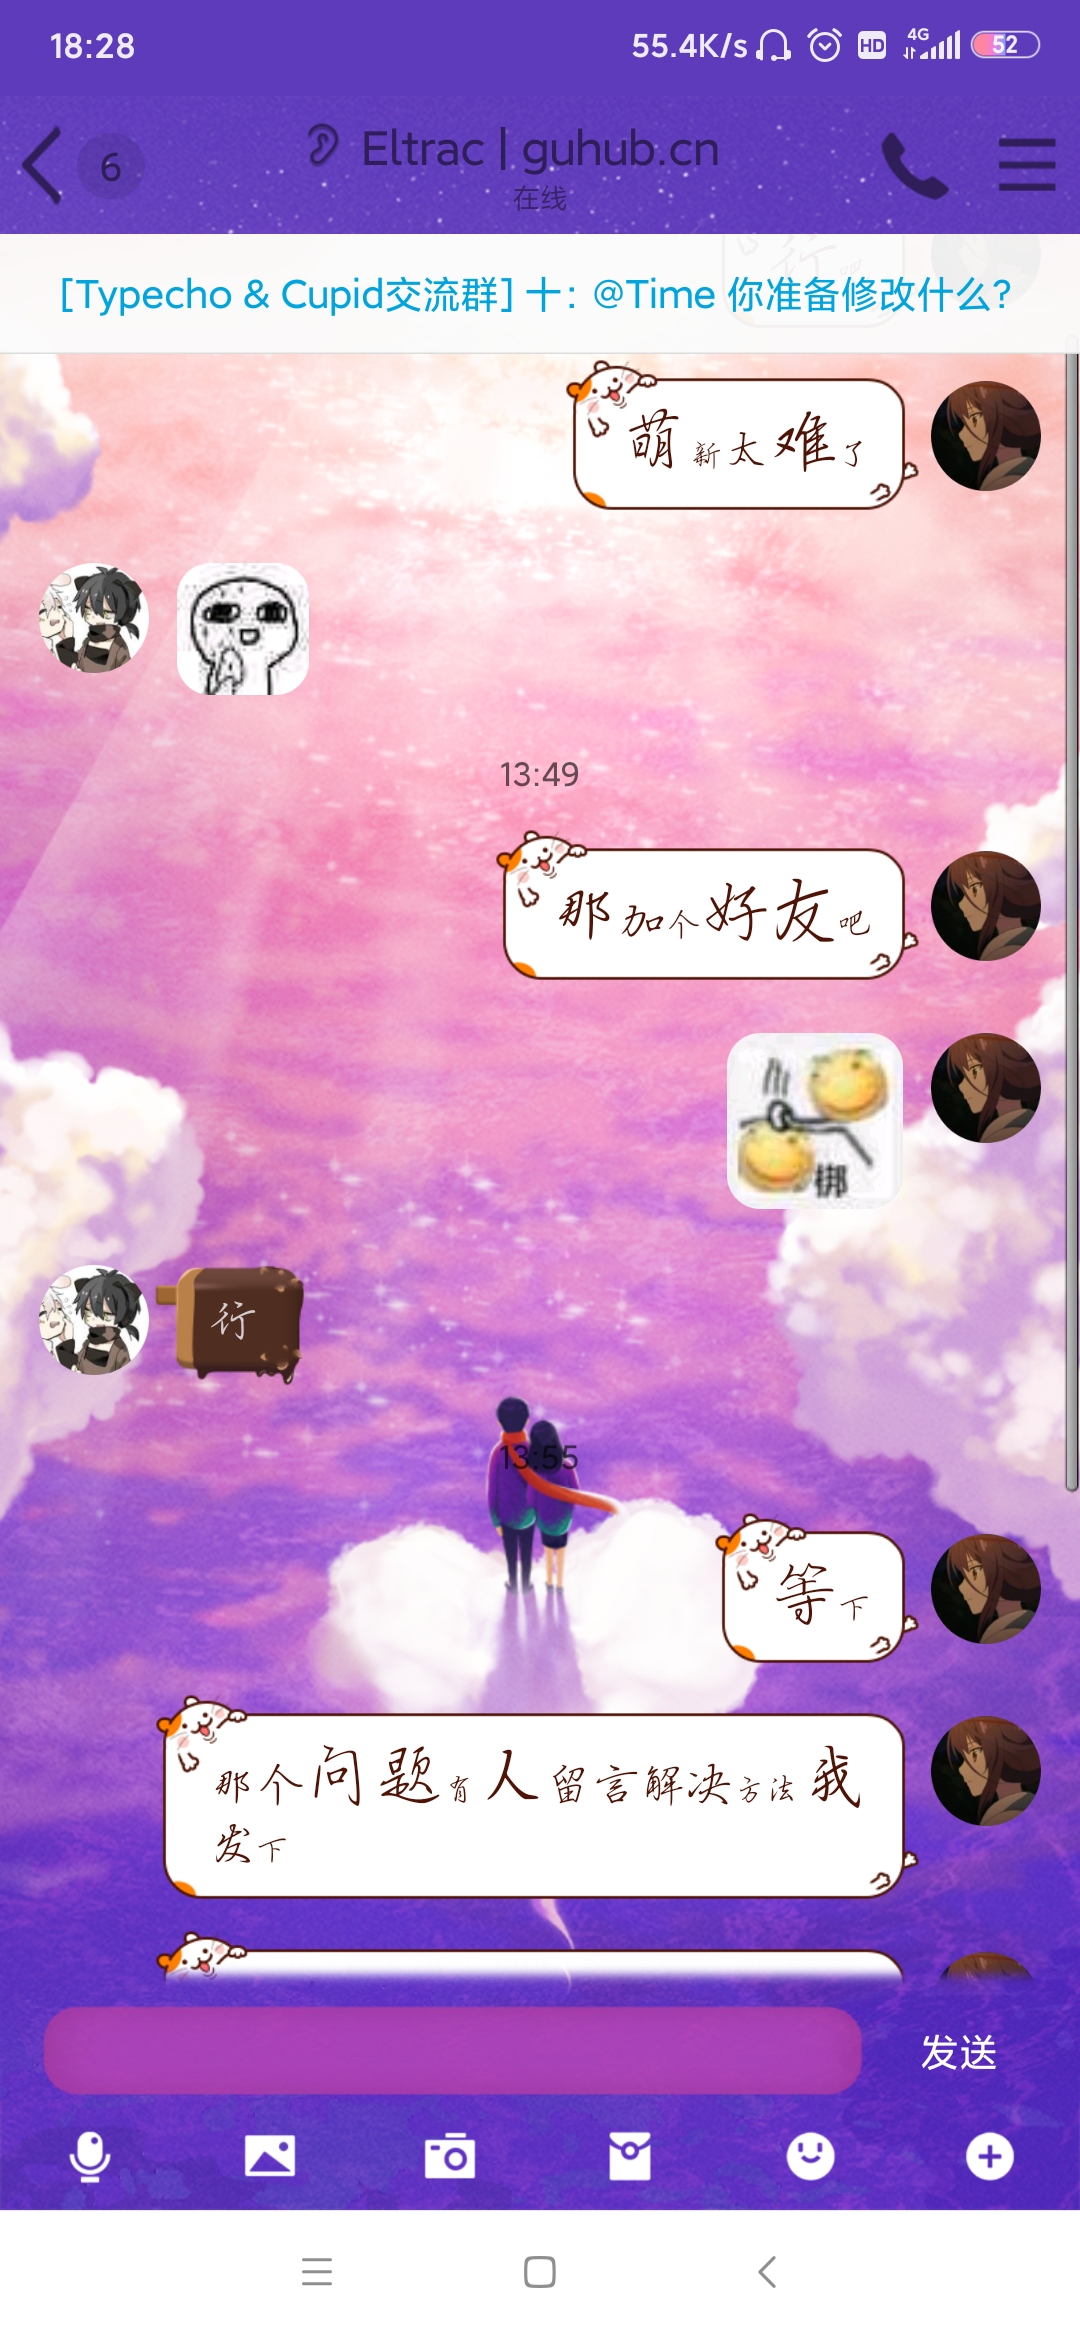 18:28
55.4K/s HD 4G 52
6
Eltrac | guhub.cn
在线
[Typecho & Cupid交流群] 十：@Time 你准备修改什么？
萌新太难了
13:49
那加个好友吧
绑
行
13:55
等下
那个问题有人留言解决方法我
发下
发送